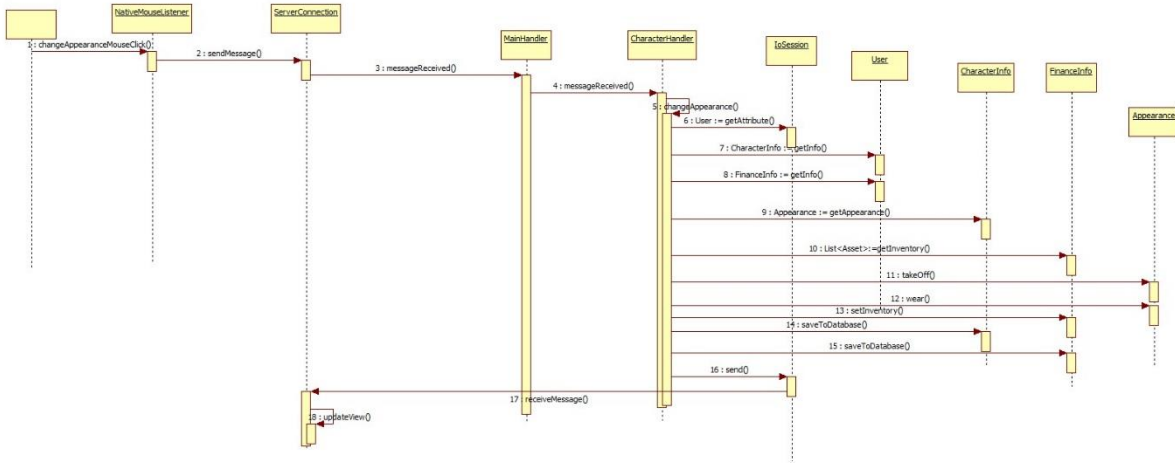 NativeMouseListener
ServerConnection
MainHandler
CharacterHandler
IoSession
User
CharacterInfo
FinanceInfo
Appearance
1 : changeAppearanceMouseClick()
2 : sendMessage()
3 : messageReceived()
4 : messageReceived()
5 : changeAppearance()
6 : User := getAttribute()
7 : CharacterInfo := getInfo()
8 : FinanceInfo := getInfo()
9 : Appearance := getAppearance()
10 : List<Asset>:=getInventory()
11 : takeOff()
12 : wear()
13 : setInventory()
14 : saveToDatabase()
15 : saveToDatabase()
16 : send()
17 : receiveMessage()
18 : updateView()